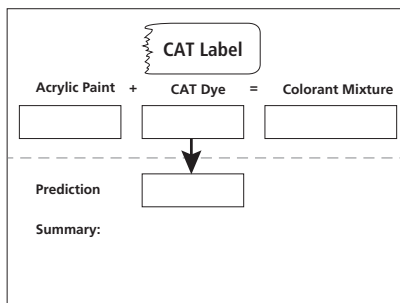 CAT Label
Acrylic Paint + CAT Dye = Colorant Mixture
Prediction
Summary: